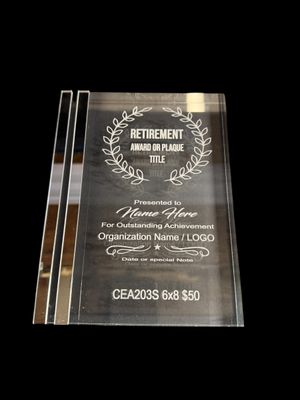 RETIREMENT
AWARD OR PLAQUE
TITLE
Presented to
Name Here
For Outstanding Achievement
Organization Name / LOGO
Date or special Note
CEA203S 6x8 $50